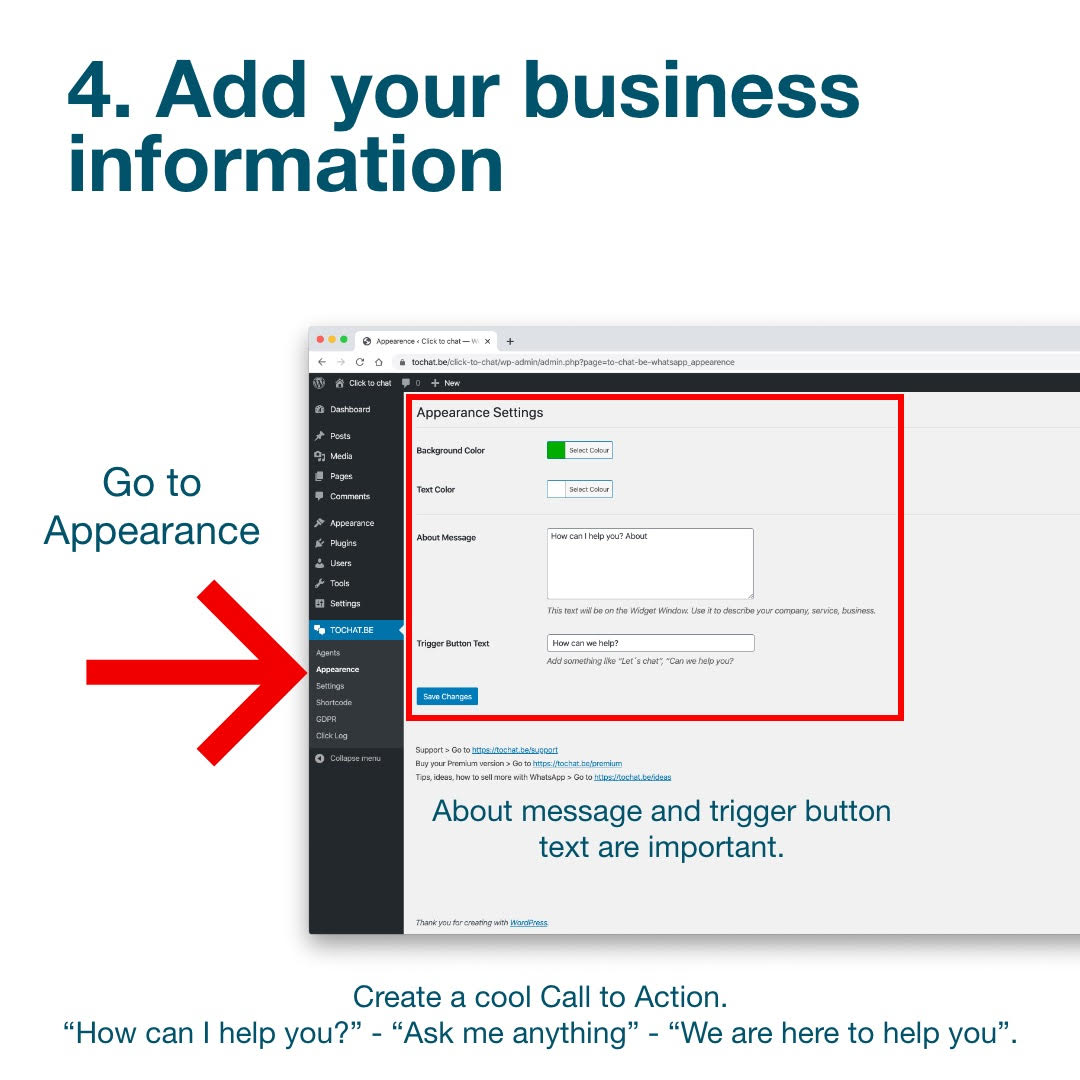 4. Add your business
information
Go to
Appearance
Appearence ‹ Click to chat — W
tochat.be/click-to-chat/wp-admin/admin.php?page=to-chat-be-whatsapp_appearence
Click to chat 0 New
Dashboard
Posts
Media
Pages
Comments
Appearance
Plugins
Users
Tools
Settings
TOCHAT.BE
Agents
Appearence
Settings
Shortcode
GDPR
Click Log
Collapse menu
Appearance Settings
Background Color Select Colour
Text Color Select Colour
About Message How can I help you? About
This text will be on the Widget Window. Use it to describe your company, service, business.
Trigger Button Text How can we help?
Add something like “Let´s chat”, “Can we help you?
Save Changes
Support > Go to https://tochat.be/support
Buy your Premium version > Go to https://tochat.be/premium
Tips, ideas, how to sell more with WhatsApp > Go to https://tochat.be/ideas
About message and trigger button
text are important.
Thank you for creating with WordPress.
Create a cool Call to Action.
“How can I help you?” - “Ask me anything” - “We are here to help you”.